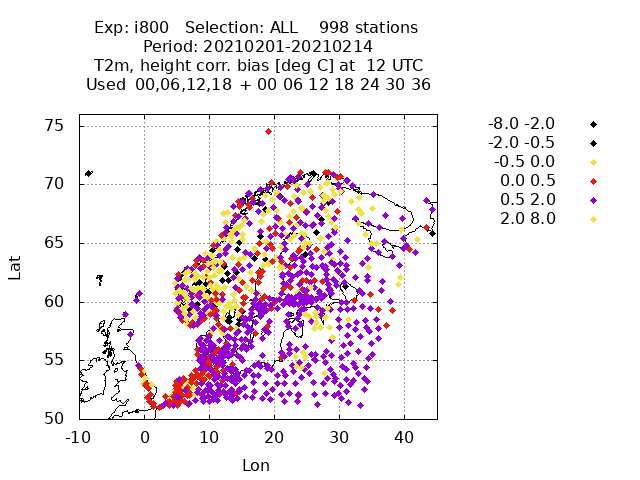 Exp: i800 Selection: ALL 998 stations
Period: 20210201-20210214
T2m, height corr. bias [deg C] at 12 UTC
Used 00,06,12,18 + 00 06 12 18 24 30 36
-8.0 -2.0
-2.0 -0.5
-0.5 0.0
0.0 0.5
0.5 2.0
2.0 8.0
75
70
65
60
55
50
Lat
-10 0 10 20 30 40
Lon